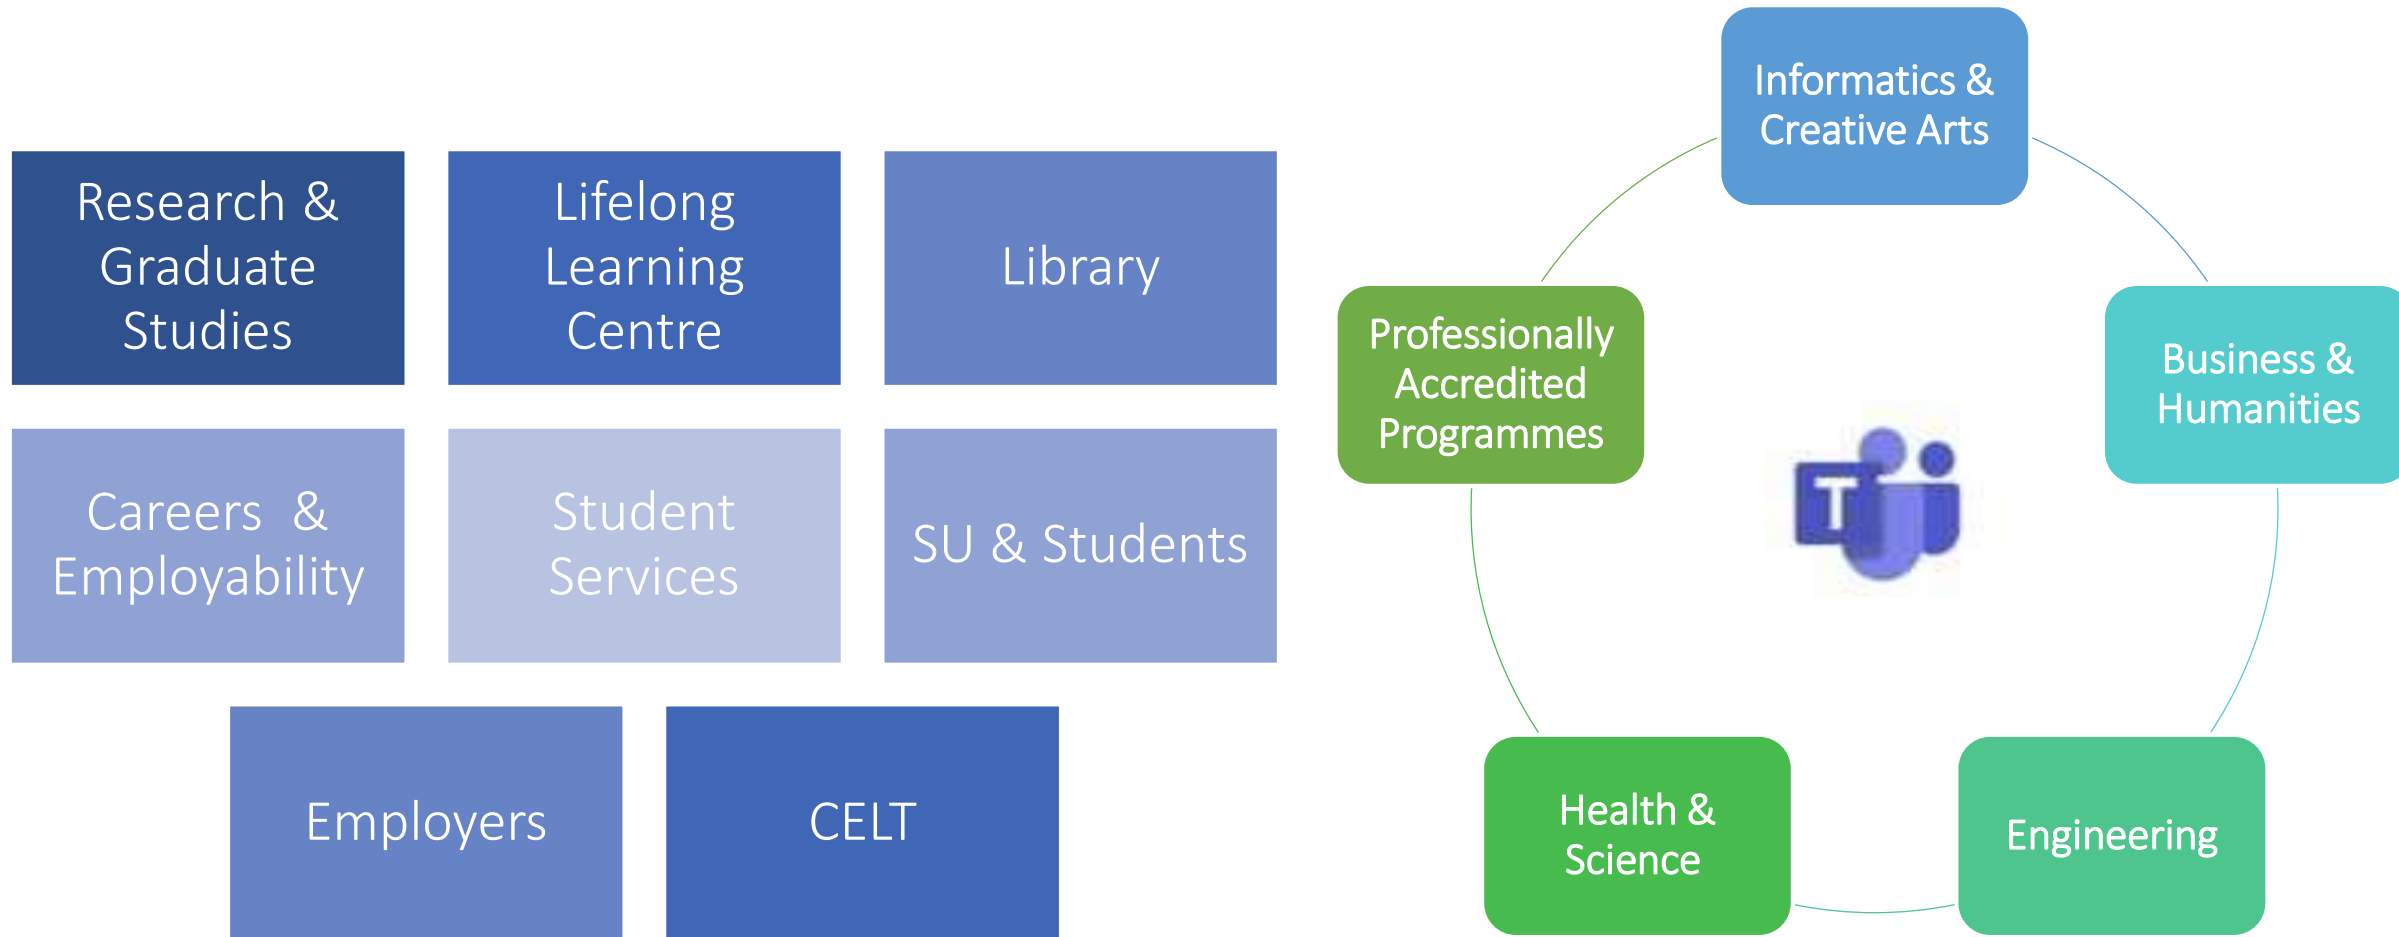 Research &
Graduate
Studies
Lifelong
Learning
Centre
Library
Careers  &
Employability
Student
Services
SU & Students
Employers
CELT
Informatics &
Creative Arts
Professionally
Accredited
Programmes
Business &
Humanities
T
Health &
Science
Engineering